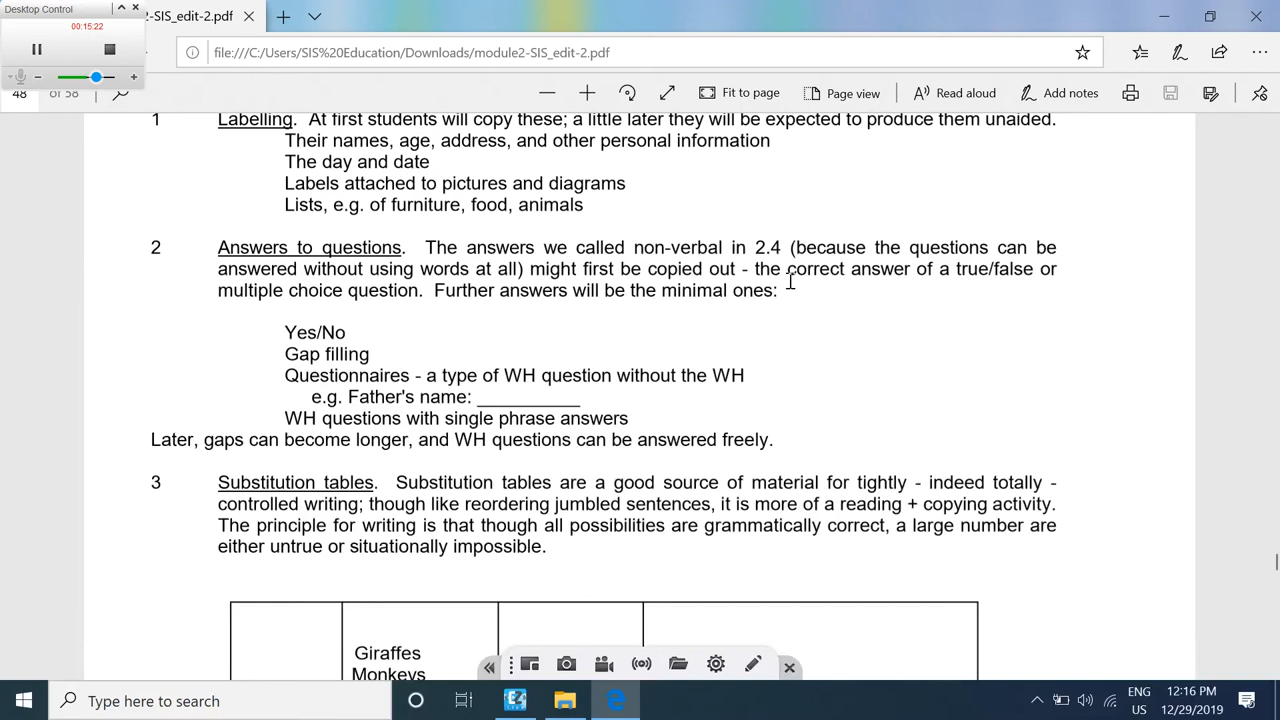 Desktop Control
00:15:22
2-SIS_edit-2.pdf
file:///C:/Users/SIS%20Education/Downloads/module2-SIS_edit-2.pdf
48 of 58
Fit to page
Page view
Read aloud
Add notes
1 Labelling. At first students will copy these; a little later they will be expected to produce them unaided.
Their names, age, address, and other personal information
The day and date
Labels attached to pictures and diagrams
Lists, e.g. of furniture, food, animals
2 Answers to questions. The answers we called non-verbal in 2.4 (because the questions can be
answered without using words at all) might first be copied out - the correct answer of a true/false or
multiple choice question. Further answers will be the minimal ones:
Yes/No
Gap filling
Questionnaires - a type of WH question without the WH
e.g. Father's name: __________
WH questions with single phrase answers
Later, gaps can become longer, and WH questions can be answered freely.
3 Substitution tables. Substitution tables are a good source of material for tightly - indeed totally -
controlled writing; though like reordering jumbled sentences, it is more of a reading + copying activity.
The principle for writing is that though all possibilities are grammatically correct, a large number are
either untrue or situationally impossible.
Giraffes
Monkeys
Type here to search
ENG
US
12:16 PM
12/29/2019